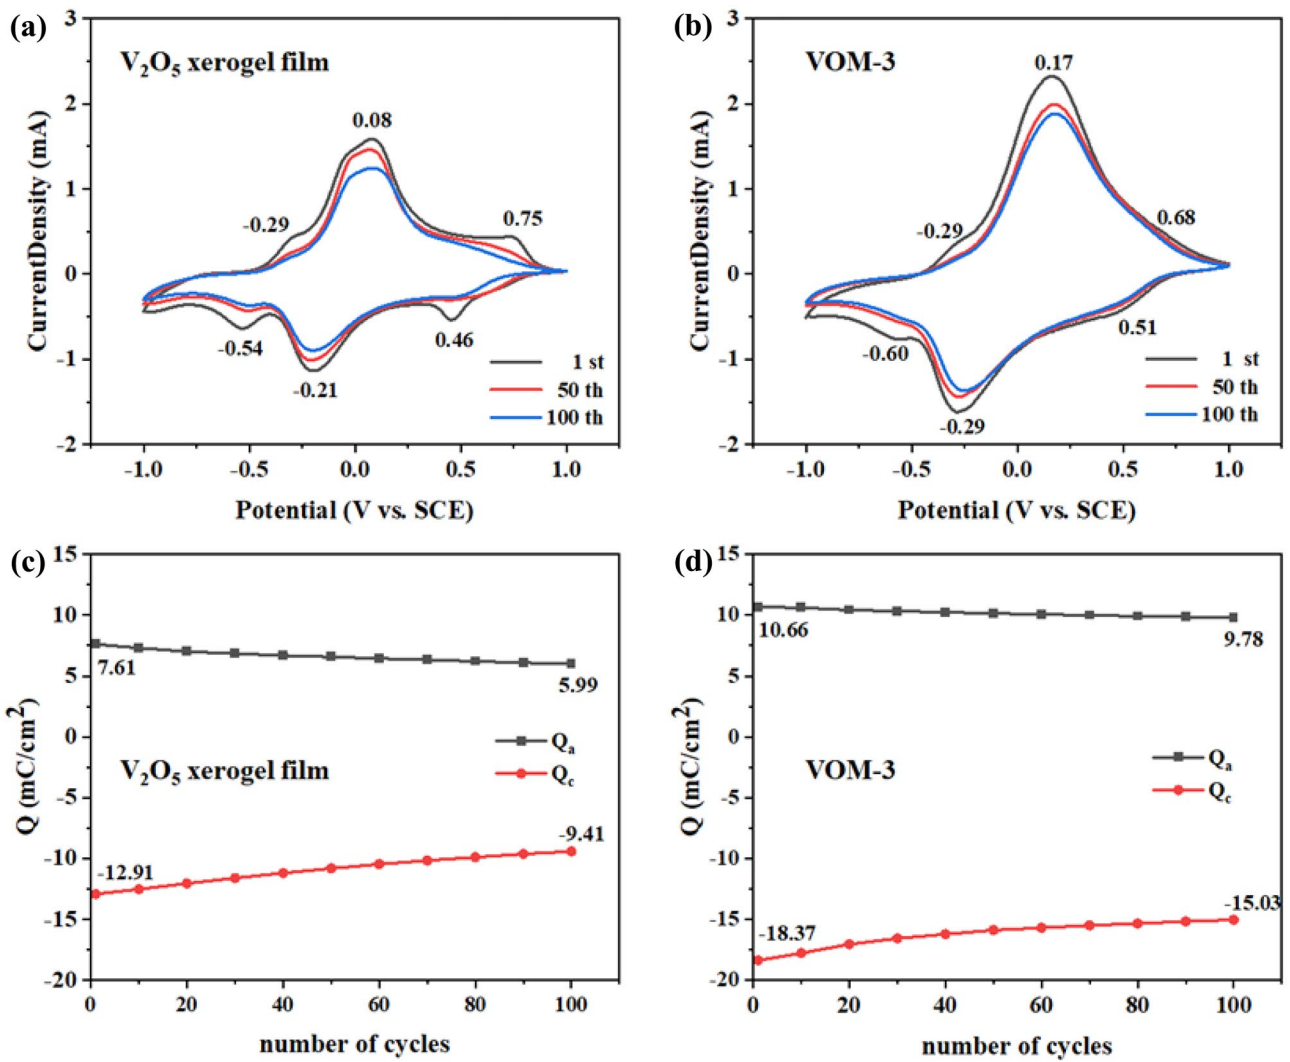 (a)
3
2
1
0
-1
-2
CurrentDensity (mA)
V₂O₅ xerogel film
0.08
-0.29
0.75
-0.54
0.46
-0.21
1 st
50 th
100 th
-1.0 -0.5 0.0 0.5 1.0
Potential (V vs. SCE)
(b)
3
2
1
0
-1
-2
CurrentDensity (mA)
VOM-3
0.17
-0.29
0.68
-0.60
0.51
-0.29
1 st
50 th
100 th
-1.0 -0.5 0.0 0.5 1.0
Potential (V vs. SCE)
(c)
15
10
5
0
-5
-10
-15
-20
Q (mC/cm²)
7.61
5.99
Qₐ
Q꜀
V₂O₅ xerogel film
-12.91
-9.41
0 20 40 60 80 100
number of cycles
(d)
15
10
5
0
-5
-10
-15
-20
Q (mC/cm²)
10.66
9.78
Qₐ
Q꜀
VOM-3
-18.37
-15.03
0 20 40 60 80 100
number of cycles